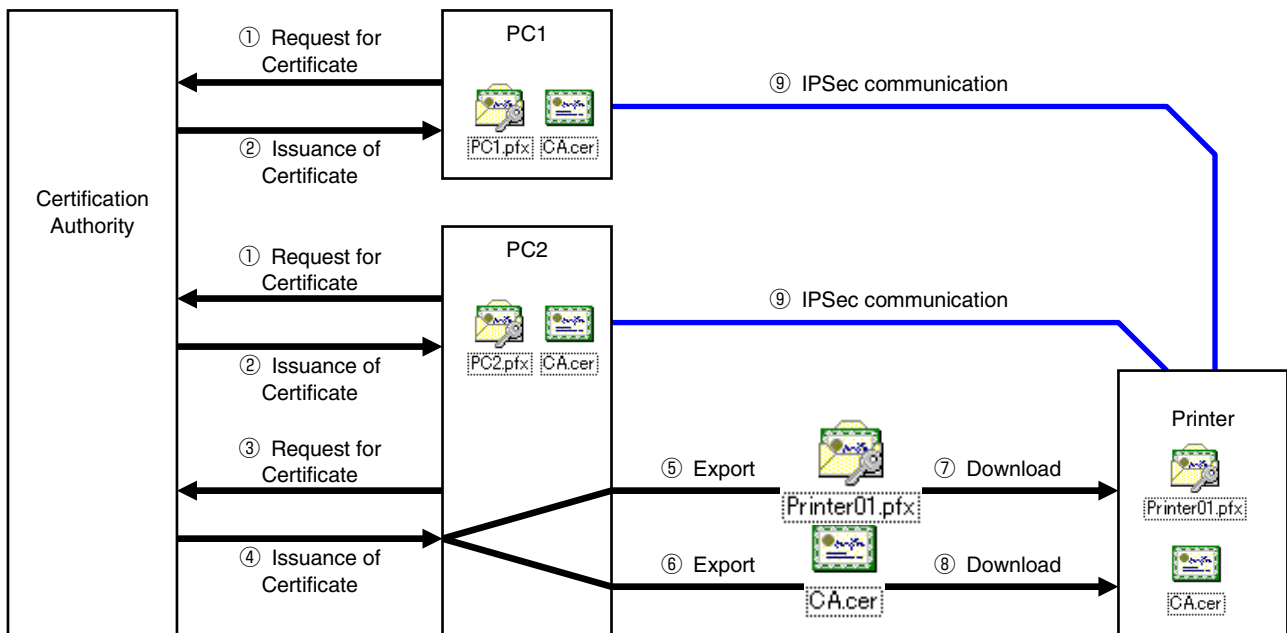 ① Request for
Certificate
PC1
⑨ IPSec communication
PC1.pfx
CA.cer
② Issuance of
Certificate
Certification
Authority
① Request for
Certificate
PC2
⑨ IPSec communication
PC2.pfx
CA.cer
② Issuance of
Certificate
③ Request for
Certificate
⑤ Export
Printer01.pfx
⑦ Download
Printer
Printer01.pfx
④ Issuance of
Certificate
⑥ Export
CA.cer
⑧ Download
CA.cer